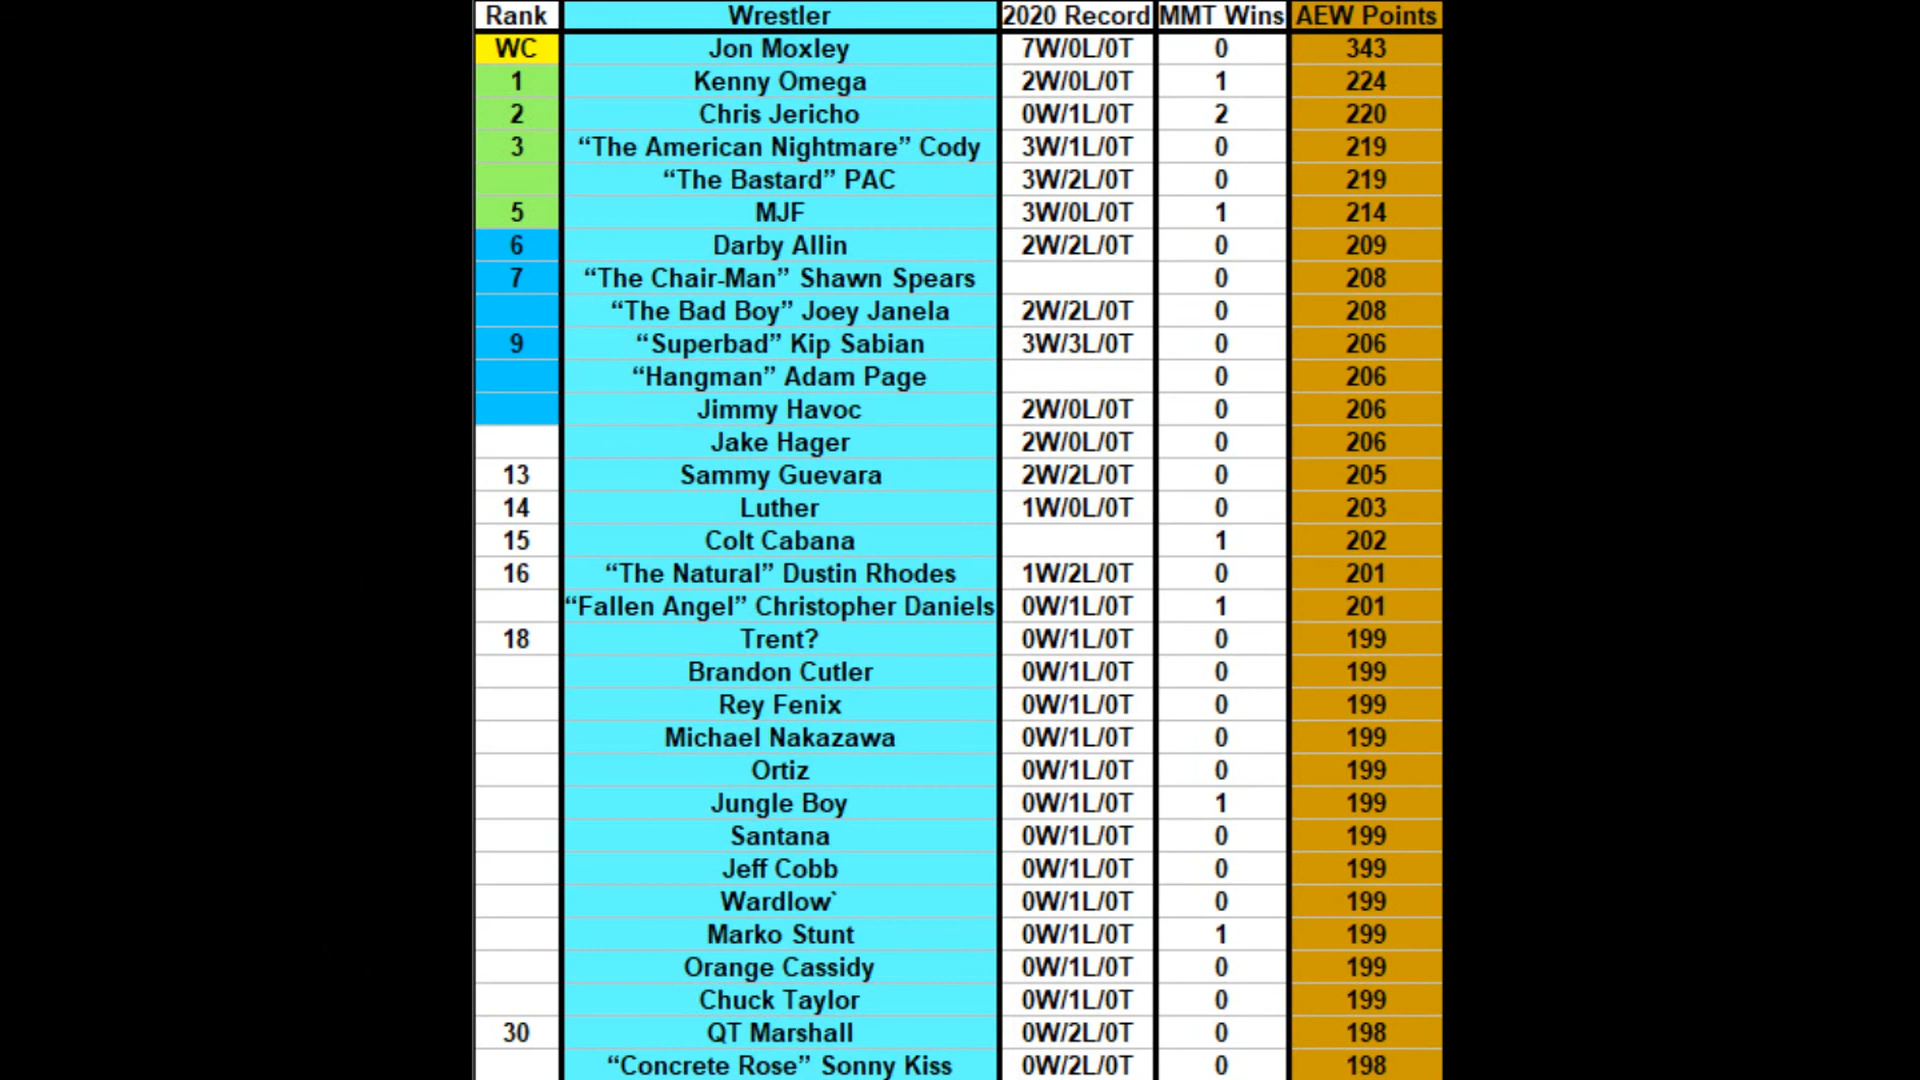 Rank Wrestler 2020 Record MMT Wins AEW Points
WC Jon Moxley 7W/0L/0T 0 343
1 Kenny Omega 2W/0L/0T 1 224
2 Chris Jericho 0W/1L/0T 2 220
3 “The American Nightmare” Cody 3W/1L/0T 0 219
“The Bastard” PAC 3W/2L/0T 0 219
5 MJF 3W/0L/0T 1 214
6 Darby Allin 2W/2L/0T 0 209
7 “The Chair-Man” Shawn Spears 0 208
“The Bad Boy” Joey Janela 2W/2L/0T 0 208
9 “Superbad” Kip Sabian 3W/3L/0T 0 206
“Hangman” Adam Page 0 206
Jimmy Havoc 2W/0L/0T 0 206
Jake Hager 2W/0L/0T 0 206
13 Sammy Guevara 2W/2L/0T 0 205
14 Luther 1W/0L/0T 0 203
15 Colt Cabana 1 202
16 “The Natural” Dustin Rhodes 1W/2L/0T 0 201
“Fallen Angel” Christopher Daniels 0W/1L/0T 1 201
18 Trent? 0W/1L/0T 0 199
Brandon Cutler 0W/1L/0T 0 199
Rey Fenix 0W/1L/0T 0 199
Michael Nakazawa 0W/1L/0T 0 199
Ortiz 0W/1L/0T 0 199
Jungle Boy 0W/1L/0T 1 199
Santana 0W/1L/0T 0 199
Jeff Cobb 0W/1L/0T 0 199
Wardlow` 0W/1L/0T 0 199
Marko Stunt 0W/1L/0T 1 199
Orange Cassidy 0W/1L/0T 0 199
Chuck Taylor 0W/1L/0T 0 199
30 QT Marshall 0W/2L/0T 0 198
“Concrete Rose” Sonny Kiss 0W/2L/0T 0 198